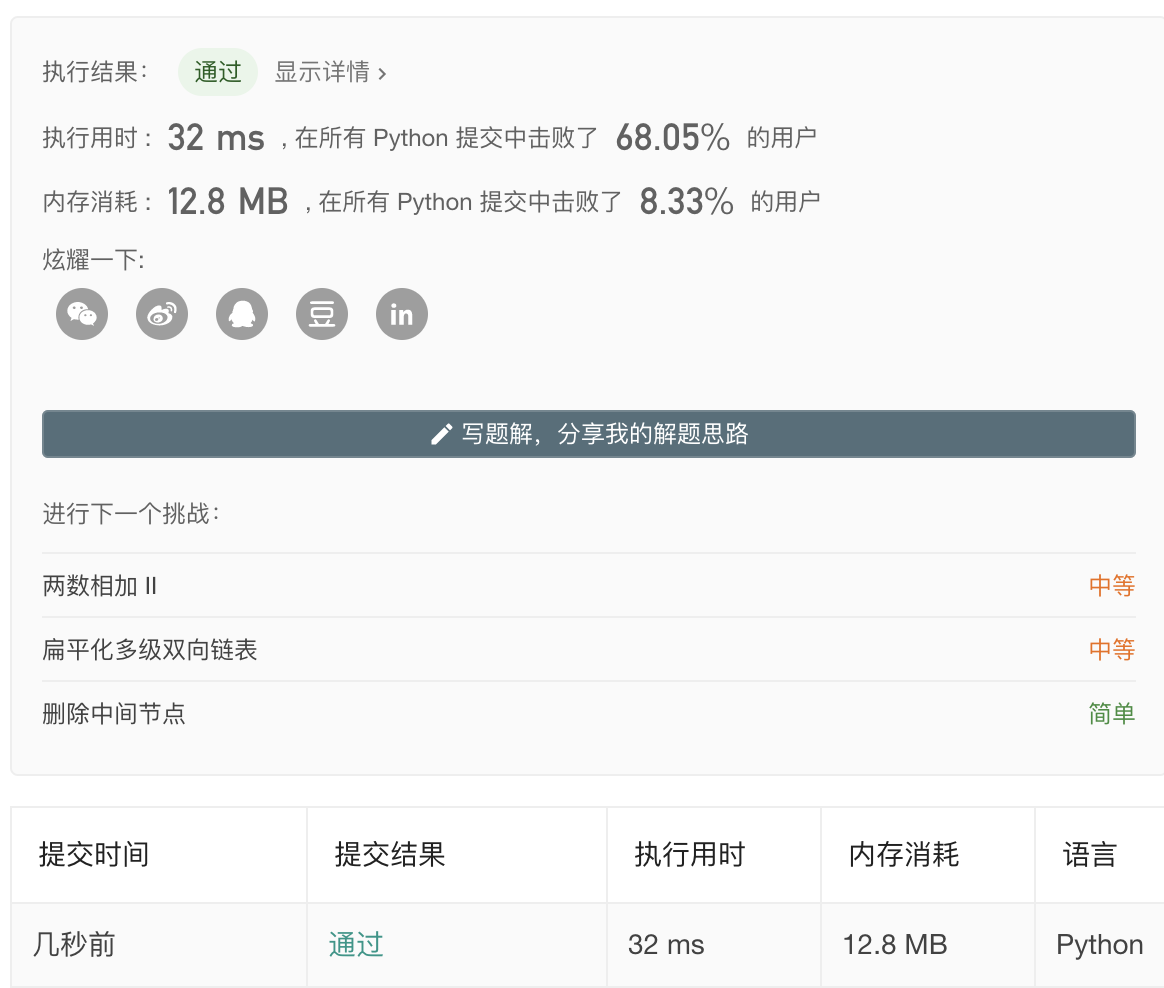 执行结果： 通过 显示详情 ›
执行用时： 32 ms ，在所有 Python 提交中击败了 68.05% 的用户
内存消耗： 12.8 MB ，在所有 Python 提交中击败了 8.33% 的用户
炫耀一下:
豆 in
写题解，分享我的解题思路
进行下一个挑战：
两数相加 II 中等
扁平化多级双向链表 中等
删除中间节点 简单
提交时间 提交结果 执行用时 内存消耗 语言
几秒前 通过 32 ms 12.8 MB Python